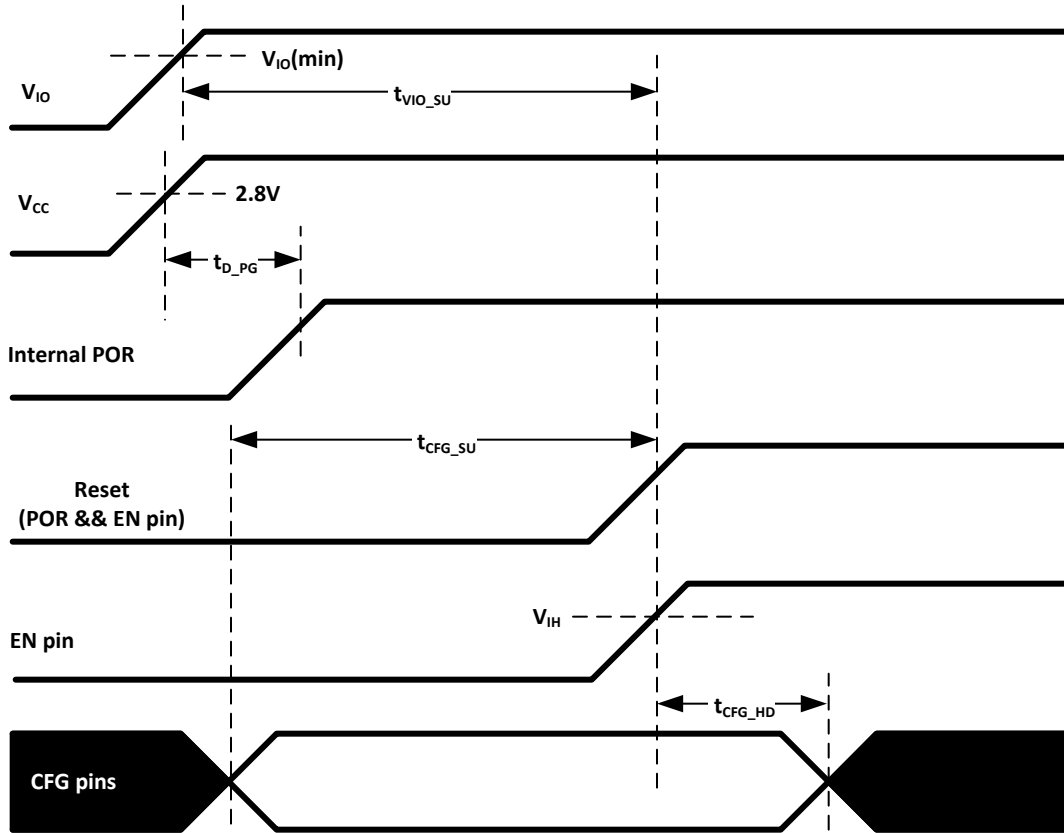 V_IO(min)
V_IO
t_VIO_SU
V_CC
2.8V
t_D_PG
Internal POR
t_CFG_SU
Reset
(POR && EN pin)
V_IH
EN pin
t_CFG_HD
CFG pins